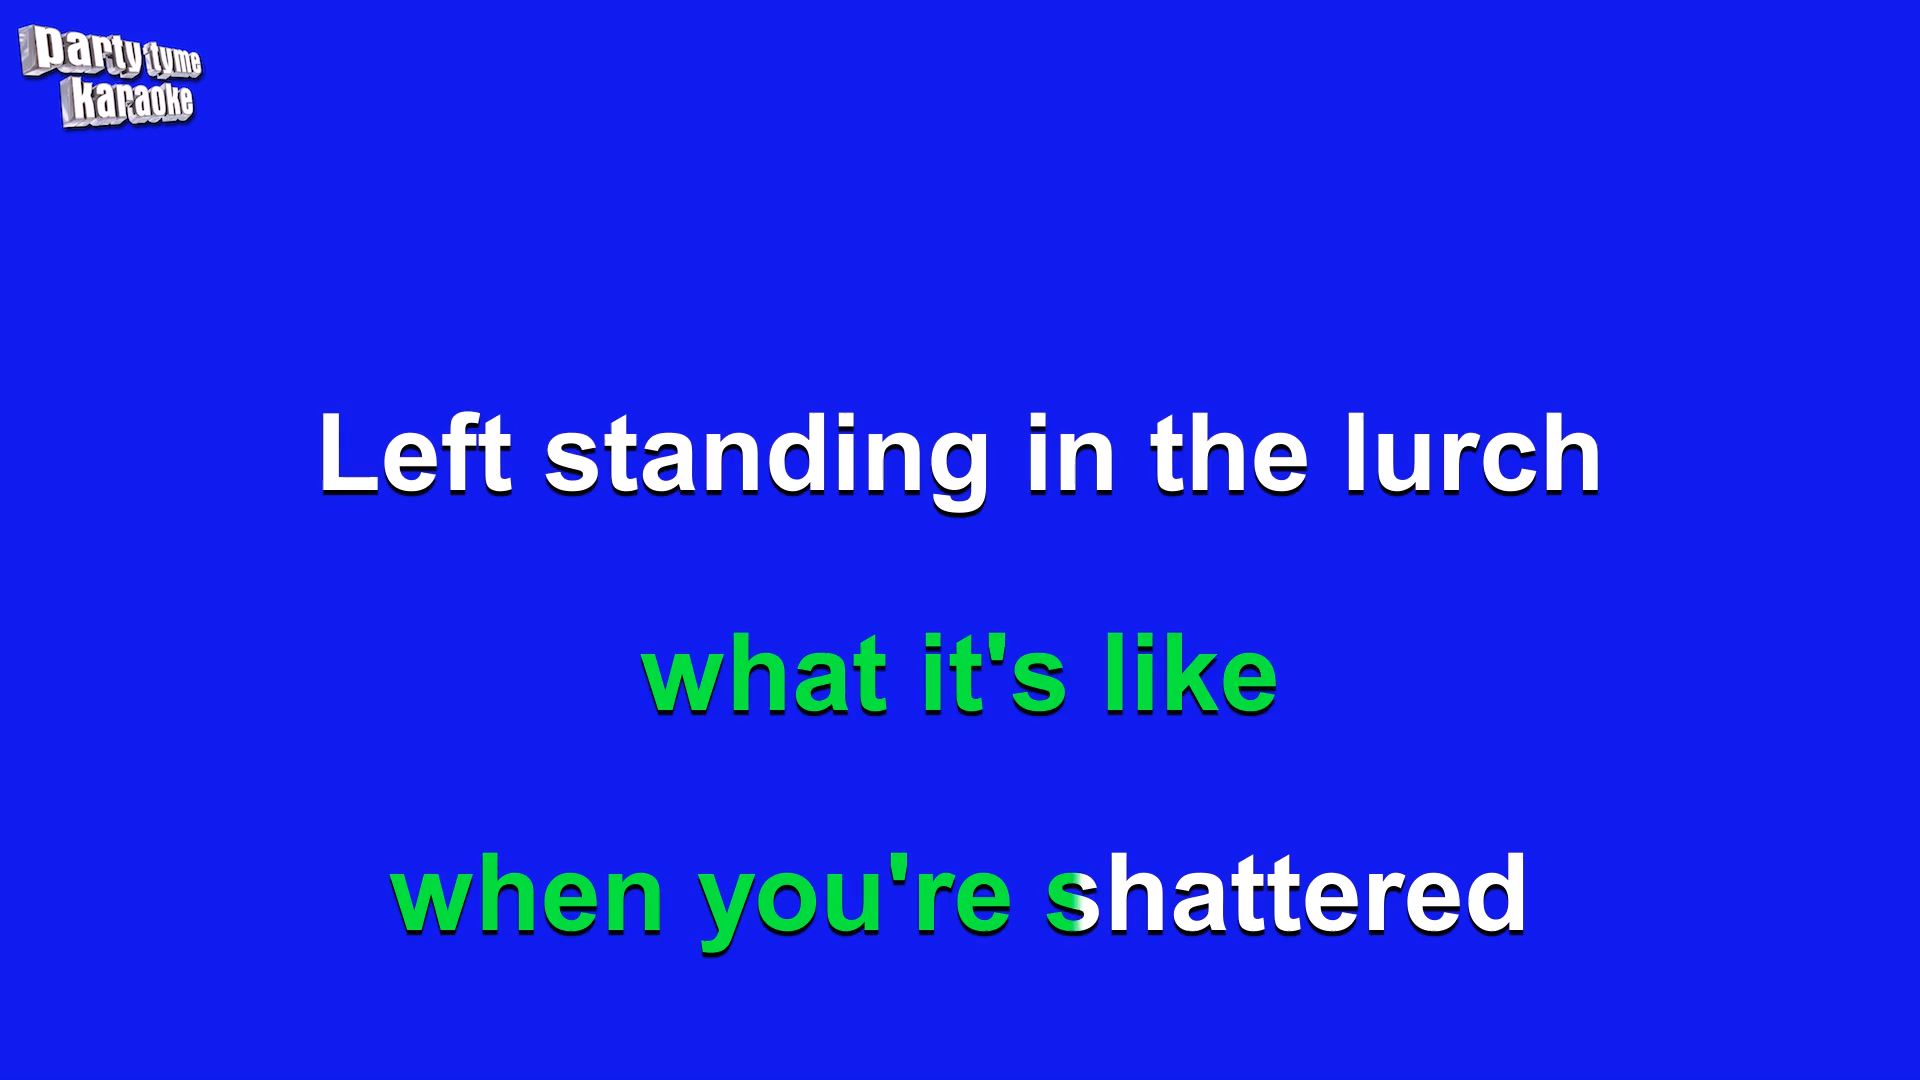 party tyme
karaoke
Left standing in the lurch
what it's like
when you're shattered